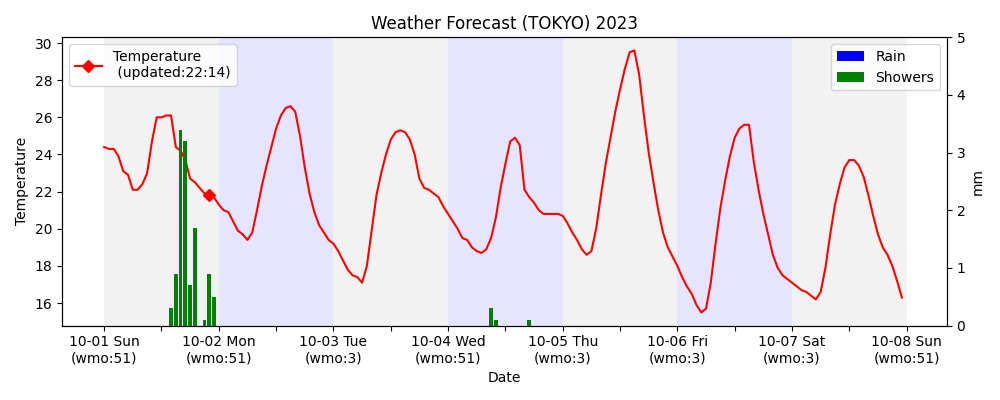 Weather Forecast (TOKYO) 2023
Temperature
(updated:22:14)
Rain
Showers
Temperature
30
28
26
24
22
20
18
16
5
4
3
2
1
0
mm
10-01 Sun
(wmo:51)
10-02 Mon
(wmo:51)
10-03 Tue
(wmo:3)
10-04 Wed
(wmo:51)
10-05 Thu
(wmo:3)
10-06 Fri
(wmo:3)
10-07 Sat
(wmo:3)
10-08 Sun
(wmo:51)
Date